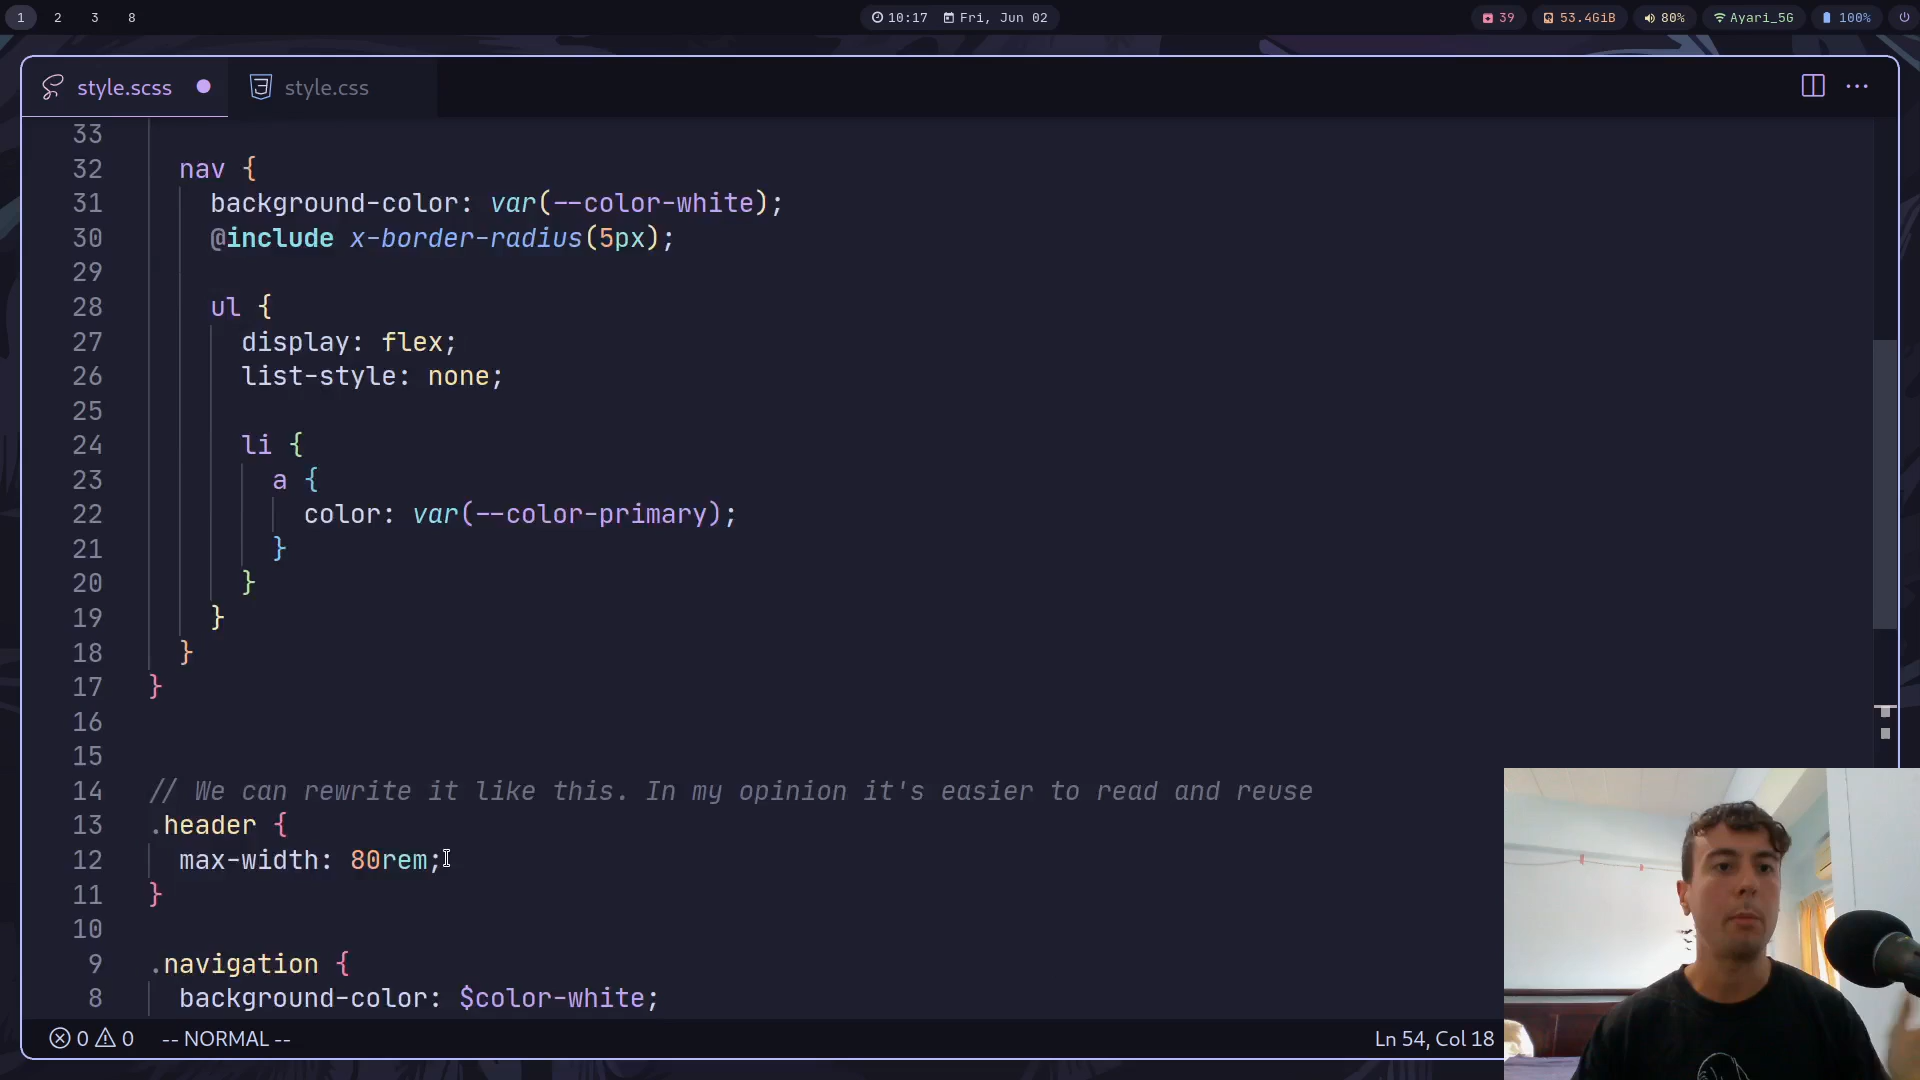 1 2 3 8
10:17 Fri, Jun 02
39 53.4GiB 80% Ayari_5G 100%
style.scss style.css
33
32 nav {
31 background-color: var(--color-white);
30 @include x-border-radius(5px);
29
28 ul {
27 display: flex;
26 list-style: none;
25
24 li {
23 a {
22 color: var(--color-primary);
21 }
20 }
19 }
18 }
17 }
16
15
14 // We can rewrite it like this. In my opinion it's easier to read and reuse
13 .header {
12 max-width: 80rem;
11 }
10
9 .navigation {
8 background-color: $color-white;
0 0 -- NORMAL -- Ln 54, Col 18